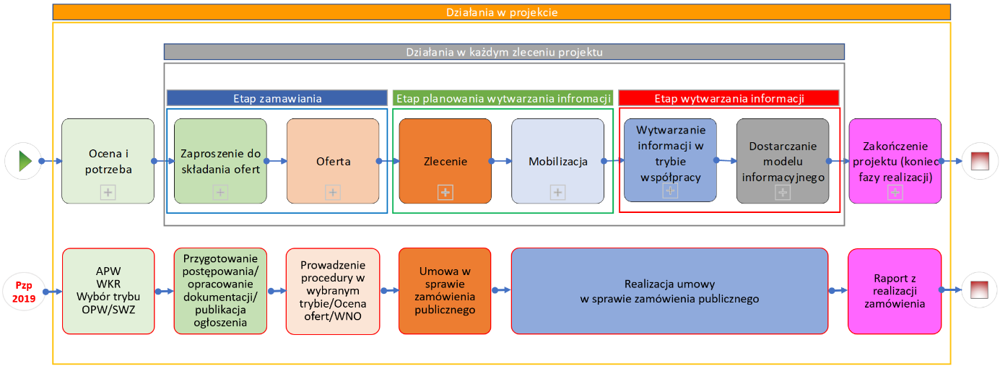 Działania w projekcie
Działania w każdym zleceniu projektu
Etap zamawiania
Etap planowania wytwarzania infromacji
Etap wytwarzania informacji
Ocena i
potrzeba
Zaproszenie do
składania ofert
Oferta
Zlecenie
Mobilizacja
Wytwarzanie
informacji w
trybie
współpracy
Dostarczanie
modelu
informacyjnego
Zakończenie
projektu (koniec
fazy realizacji)
Pzp
2019
APW
WKR
Wybór trybu
OPW/SWZ
Przygotowanie
postępowania/
opracowanie
dokumentacji/
publikacja
ogłoszenia
Prowadzenie
procedury w
wybranym
trybie/Ocena
ofert/WNO
Umowa w
sprawie
zamówienia
publicznego
Realizacja umowy
w sprawie zamówienia publicznego
Raport z
realizacji
zamówienia